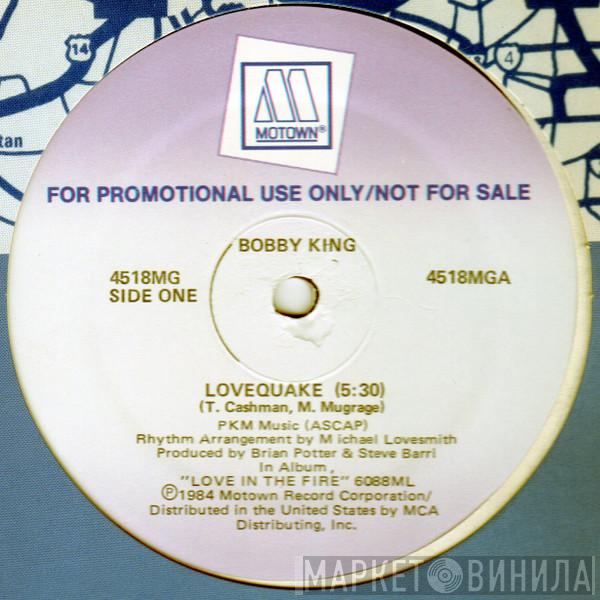 14
4
tan
M
MOTOWN®
FOR PROMOTIONAL USE ONLY/NOT FOR SALE
BOBBY KING
4518MG
SIDE ONE
4518MGA
LOVEQUAKE (5:30)
(T. Cashman, M. Mugrage)
PKM Music (ASCAP)
Rhythm Arrangement by Michael Lovesmith
Produced by Brian Potter & Steve Barri
In Album,
"LOVE IN THE FIRE" 6088ML
℗1984 Motown Record Corporation/
Distributed in the United States by MCA
Distributing, Inc.
МАРКЕТ ВИНИЛА